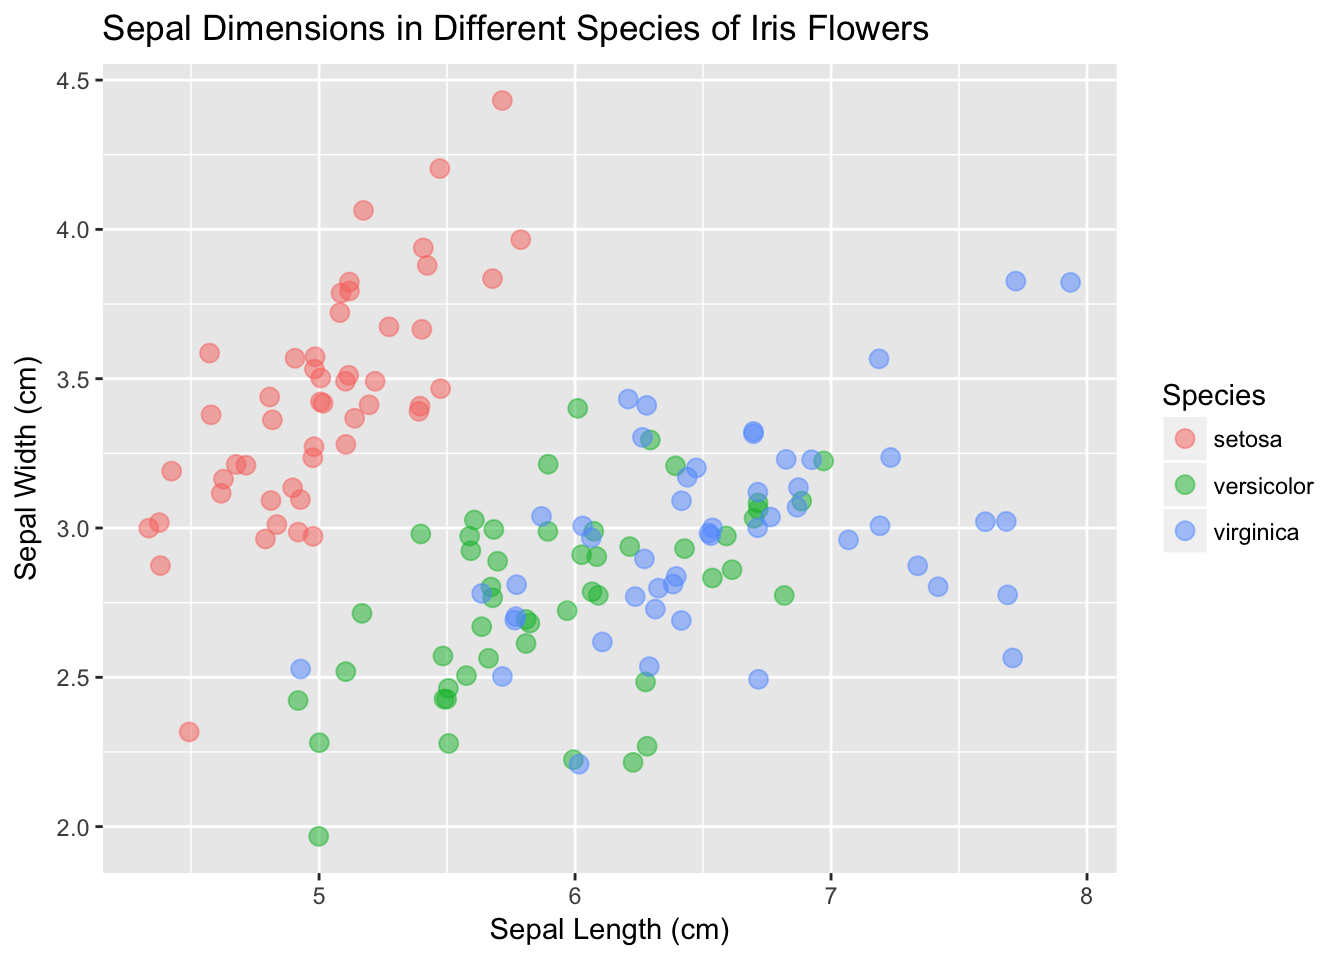 Sepal Dimensions in Different Species of Iris Flowers
4.5
4.0
3.5
3.0
2.5
2.0
Sepal Width (cm)
5 6 7 8
Sepal Length (cm)
Species
setosa
versicolor
virginica